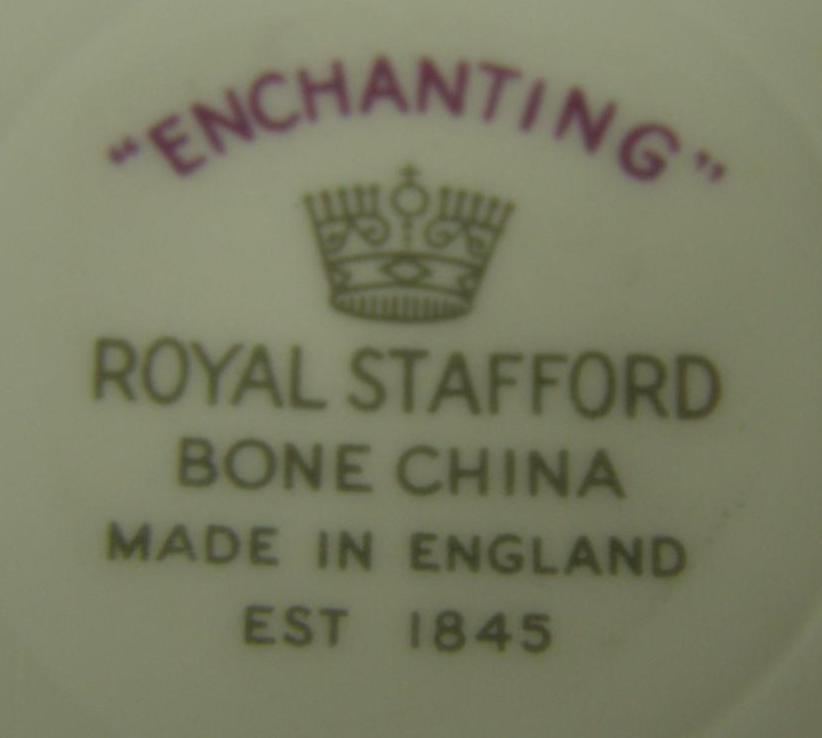 "ENCHANTING"
ROYAL STAFFORD
BONE CHINA
MADE IN ENGLAND
EST 1845